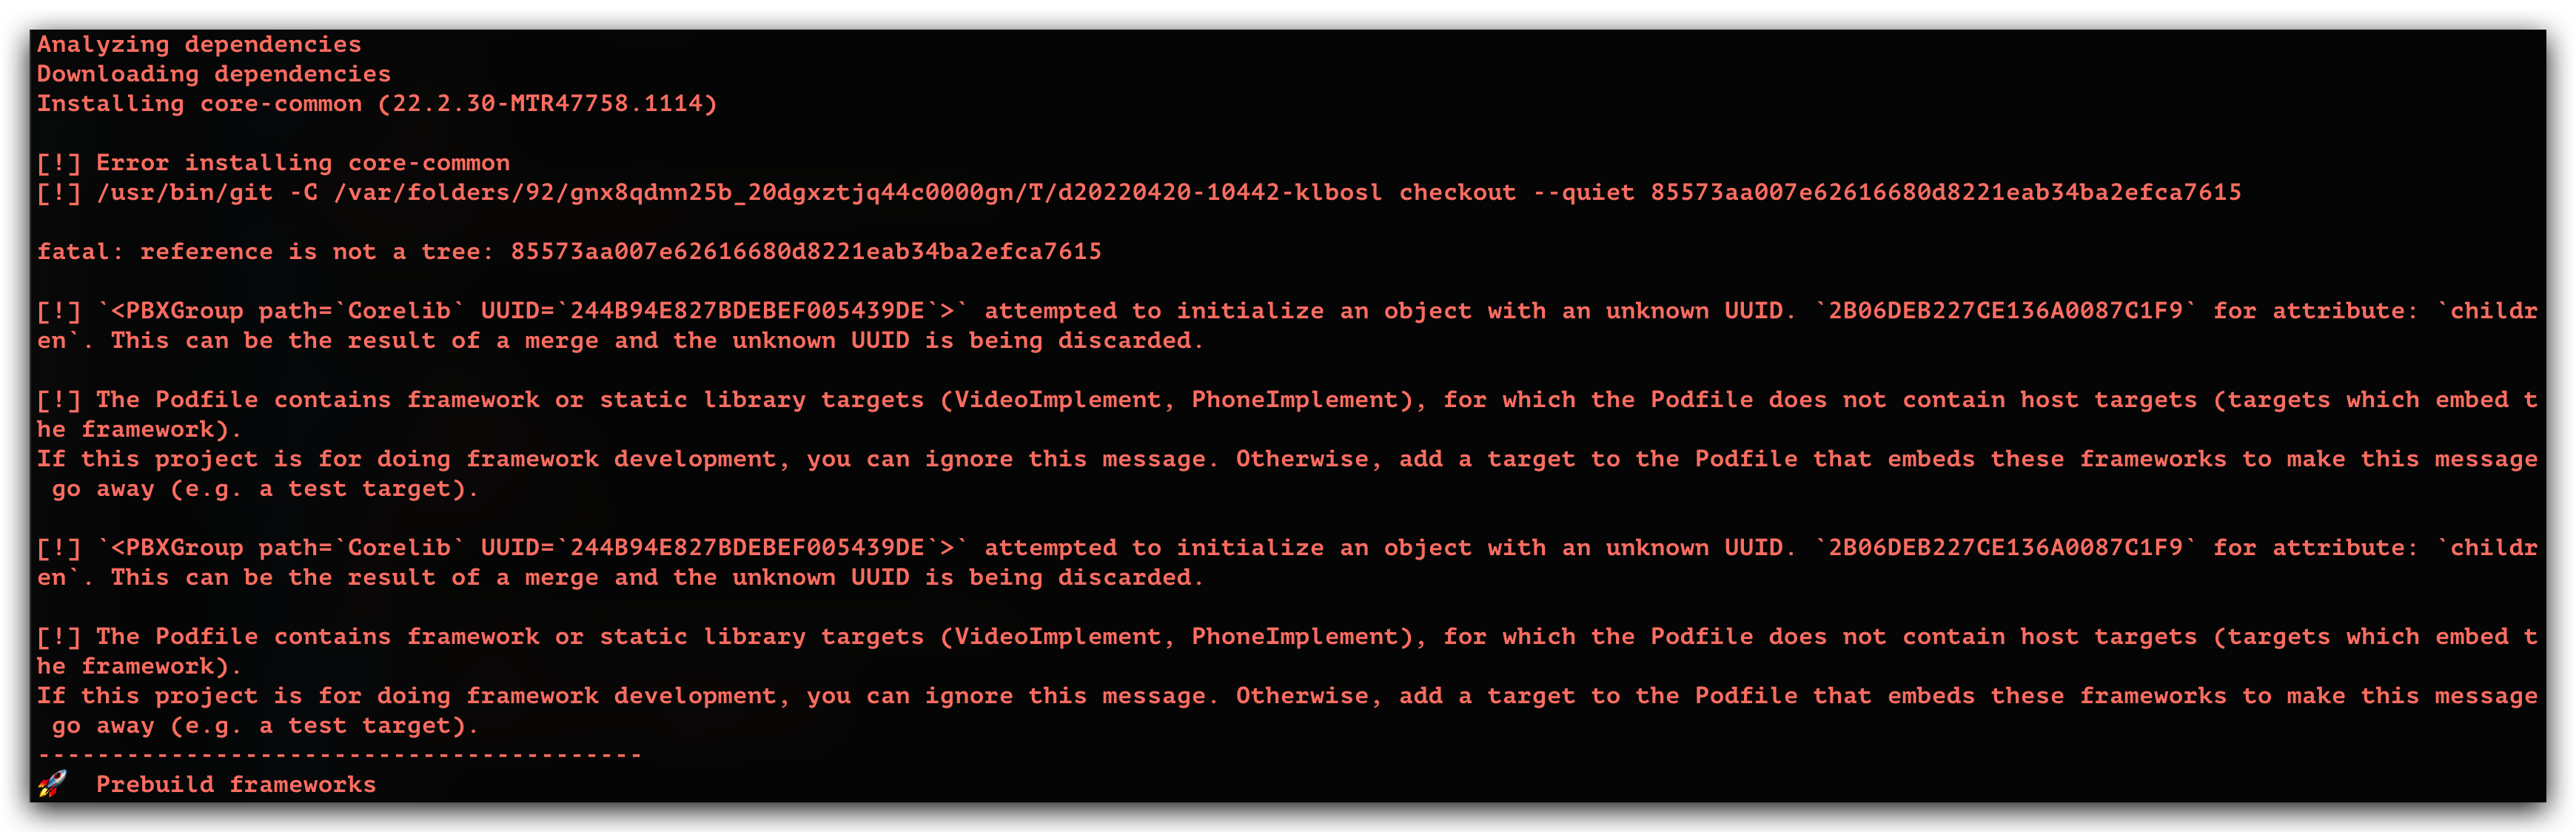 Analyzing dependencies
Downloading dependencies
Installing core-common (22.2.30-MTR47758.1114)
[!] Error installing core-common
[!] /usr/bin/git -C /var/folders/92/gnx8qdnn25b_20dgxztjq44c0000gn/T/d20220420-10442-klbosl checkout --quiet 85573aa007e62616680d8221eab34ba2efca7615
fatal: reference is not a tree: 85573aa007e62616680d8221eab34ba2efca7615
[!] `<PBXGroup path=`Corelib` UUID=`244B94E827BDEBEF005439DE`>` attempted to initialize an object with an unknown UUID. `2B06DEB227CE136A0087C1F9` for attribute: `childr
en`. This can be the result of a merge and the unknown UUID is being discarded.
[!] The Podfile contains framework or static library targets (VideoImplement, PhoneImplement), for which the Podfile does not contain host targets (targets which embed t
he framework).
If this project is for doing framework development, you can ignore this message. Otherwise, add a target to the Podfile that embeds these frameworks to make this message
 go away (e.g. a test target).
[!] `<PBXGroup path=`Corelib` UUID=`244B94E827BDEBEF005439DE`>` attempted to initialize an object with an unknown UUID. `2B06DEB227CE136A0087C1F9` for attribute: `childr
en`. This can be the result of a merge and the unknown UUID is being discarded.
[!] The Podfile contains framework or static library targets (VideoImplement, PhoneImplement), for which the Podfile does not contain host targets (targets which embed t
he framework).
If this project is for doing framework development, you can ignore this message. Otherwise, add a target to the Podfile that embeds these frameworks to make this message
 go away (e.g. a test target).
-----------------------------------------
🚀  Prebuild frameworks